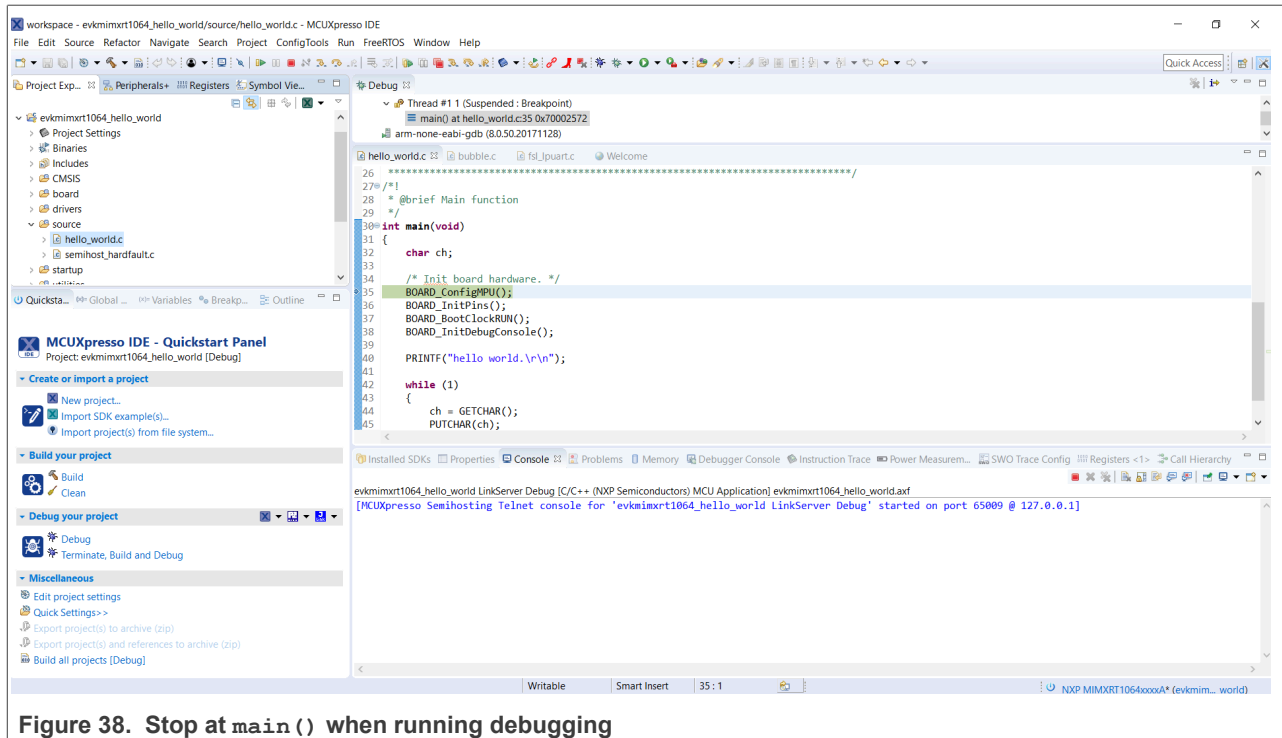 workspace - evkmimxrt1064_hello_world/source/hello_world.c - MCUXpresso IDE
File Edit Source Refactor Navigate Search Project ConfigTools Run FreeRTOS Window Help
Quick Access
Project Exp... Peripherals+ Registers Symbol Vie...
evkmimxrt1064_hello_world
Project Settings
Binaries
Includes
CMSIS
board
drivers
source
hello_world.c
semihost_hardfault.c
startup
utilities
Debug
Thread #1 1 (Suspended : Breakpoint)
main() at hello_world.c:35 0x70002572
arm-none-eabi-gdb (8.0.50.20171128)
hello_world.c bubble.c fsl_lpuart.c Welcome
26 ******************************************************************************/
27 /*!
28 * @brief Main function
29 */
30 int main(void)
31 {
32 char ch;
33
34 /* Init board hardware. */
35 BOARD_ConfigMPU();
36 BOARD_InitPins();
37 BOARD_BootClockRUN();
38 BOARD_InitDebugConsole();
39
40 PRINTF("hello world.\r\n");
41
42 while (1)
43 {
44 ch = GETCHAR();
45 PUTCHAR(ch);
Quicksta... Global ... Variables Breakp... Outline
IDE
MCUXpresso IDE - Quickstart Panel
Project: evkmimxrt1064_hello_world [Debug]
Create or import a project
New project...
Import SDK example(s)...
Import project(s) from file system...
Build your project
Build
Clean
Debug your project
Debug
Terminate, Build and Debug
Miscellaneous
Edit project settings
Quick Settings>>
Export project(s) to archive (zip)
Export project(s) and references to archive (zip)
Build all projects [Debug]
Installed SDKs Properties Console Problems Memory Debugger Console Instruction Trace Power Measurem... SWO Trace Config Registers <1> Call Hierarchy
evkmimxrt1064_hello_world LinkServer Debug [C/C++ (NXP Semiconductors) MCU Application] evkmimxrt1064_hello_world.axf
[MCUXpresso Semihosting Telnet console for 'evkmimxrt1064_hello_world LinkServer Debug' started on port 65009 @ 127.0.0.1]
Writable Smart Insert 35 : 1 NXP MIMXRT1064xxxxA* (evkmim... world)
Figure 38. Stop at main() when running debugging